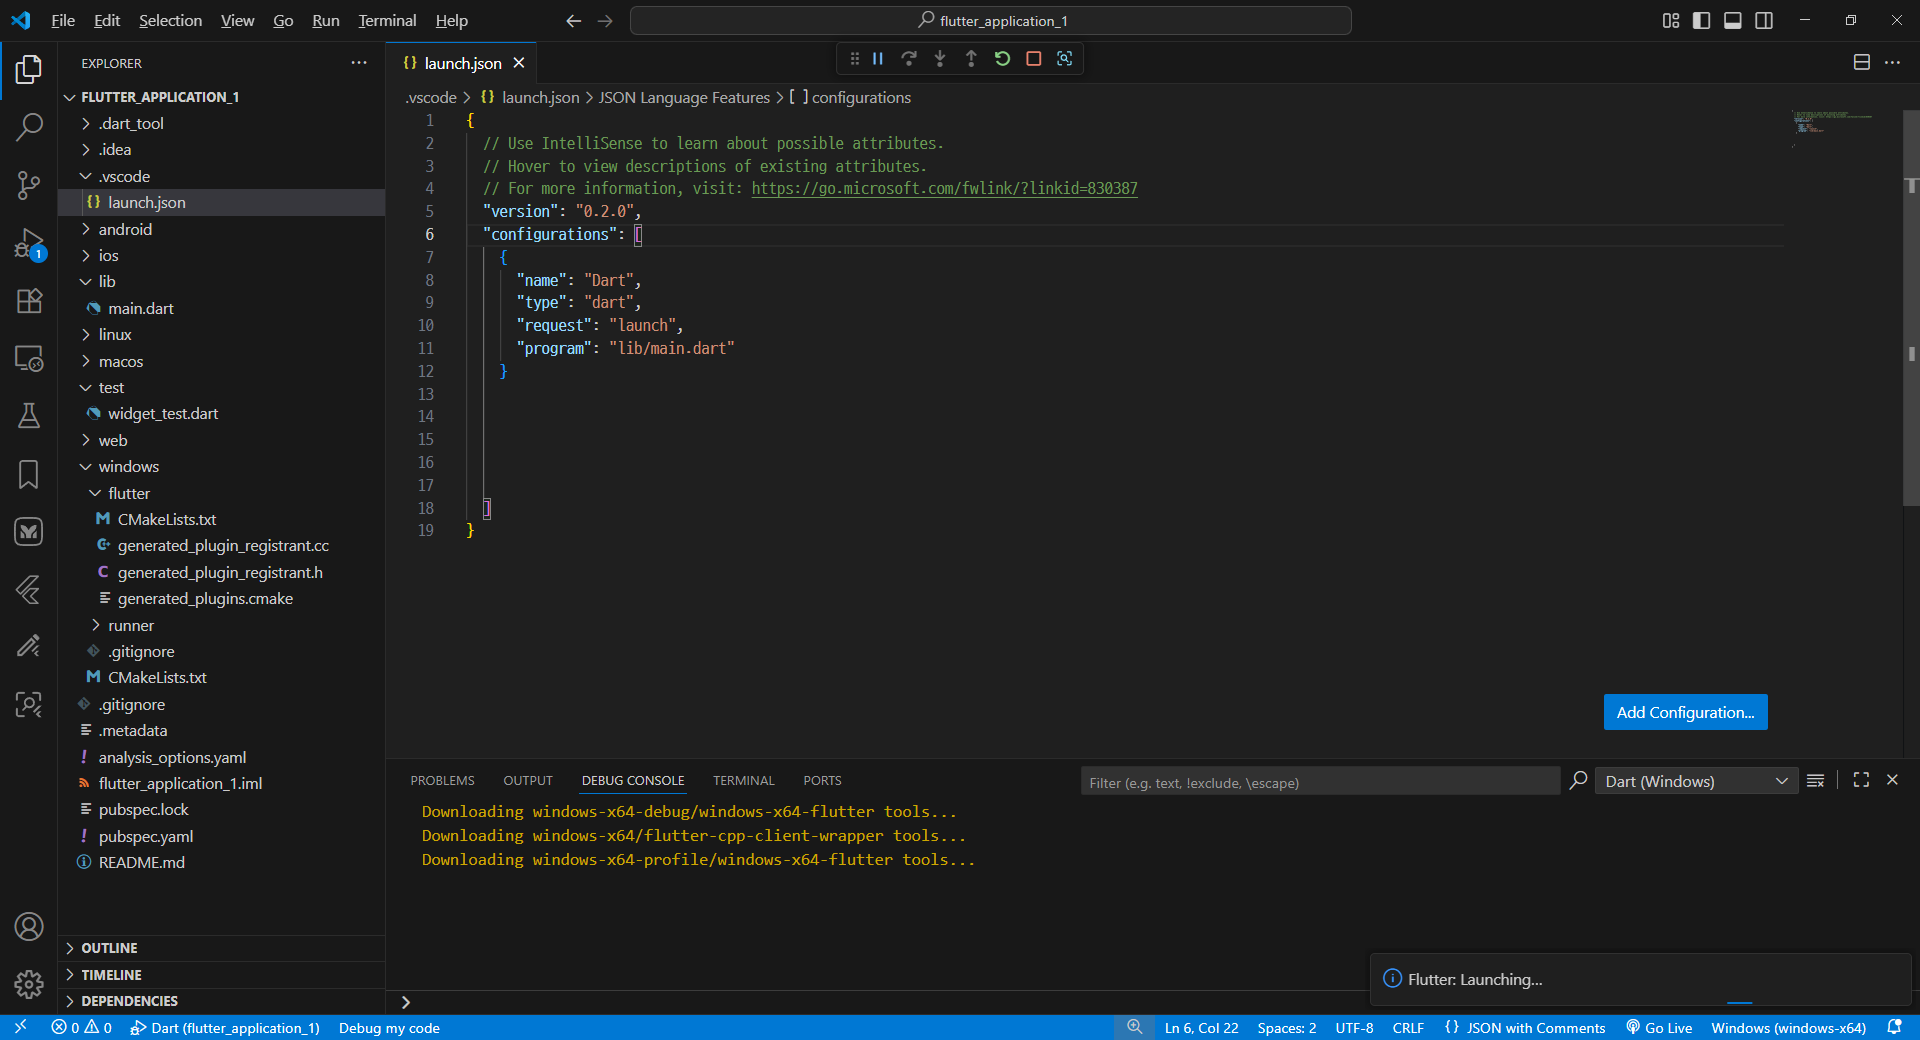 File Edit Selection View Go Run Terminal Help
flutter_application_1
EXPLORER
FLUTTER_APPLICATION_1
.dart_tool
.idea
.vscode
launch.json
android
ios
lib
main.dart
linux
macos
test
widget_test.dart
web
windows
flutter
CMakeLists.txt
generated_plugin_registrant.cc
generated_plugin_registrant.h
generated_plugins.cmake
runner
.gitignore
CMakeLists.txt
.gitignore
.metadata
analysis_options.yaml
flutter_application_1.iml
pubspec.lock
pubspec.yaml
README.md
OUTLINE
TIMELINE
DEPENDENCIES
1
{} launch.json
.vscode > {} launch.json > JSON Language Features > [ ] configurations
1 {
2 // Use IntelliSense to learn about possible attributes.
3 // Hover to view descriptions of existing attributes.
4 // For more information, visit: https://go.microsoft.com/fwlink/?linkid=830387
5 "version": "0.2.0",
6 "configurations": [
7 {
8 "name": "Dart",
9 "type": "dart",
10 "request": "launch",
11 "program": "lib/main.dart"
12 }
13
14
15
16
17
18 ]
19 }
Add Configuration...
PROBLEMS OUTPUT DEBUG CONSOLE TERMINAL PORTS
Filter (e.g. text, !exclude, \escape)
Dart (Windows)
Downloading windows-x64-debug/windows-x64-flutter tools...
Downloading windows-x64/flutter-cpp-client-wrapper tools...
Downloading windows-x64-profile/windows-x64-flutter tools...
Flutter: Launching...
0 0 Dart (flutter_application_1) Debug my code
Ln 6, Col 22 Spaces: 2 UTF-8 CRLF {} JSON with Comments Go Live Windows (windows-x64)